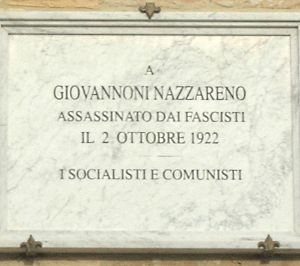 A
GIOVANNONI NAZZARENO
ASSASSINATO DAI FASCISTI
IL 2 OTTOBRE 1922
I SOCIALISTI E COMUNISTI